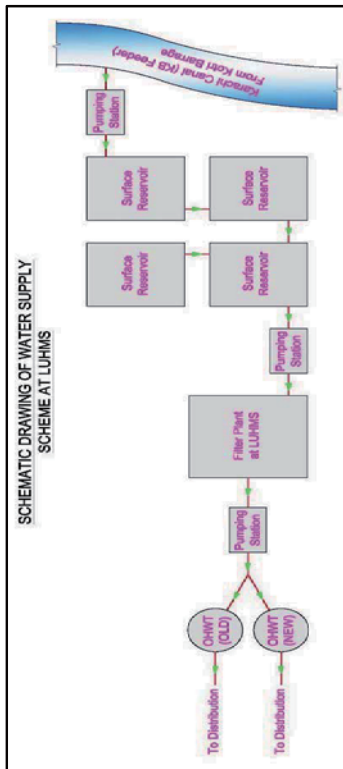 SCHEMATIC DRAWING OF WATER SUPPLY
SCHEME AT LUHMS
Karachi Canal (KB Feeder)
From Kotri Barrage
Pumping
Station
Surface
Reservoir
Surface
Reservoir
Surface
Reservoir
Surface
Reservoir
Pumping
Station
Filter Plant
at LUHMS
Pumping
Station
OHWT
(OLD)
OHWT
(NEW)
To Distribution
To Distribution